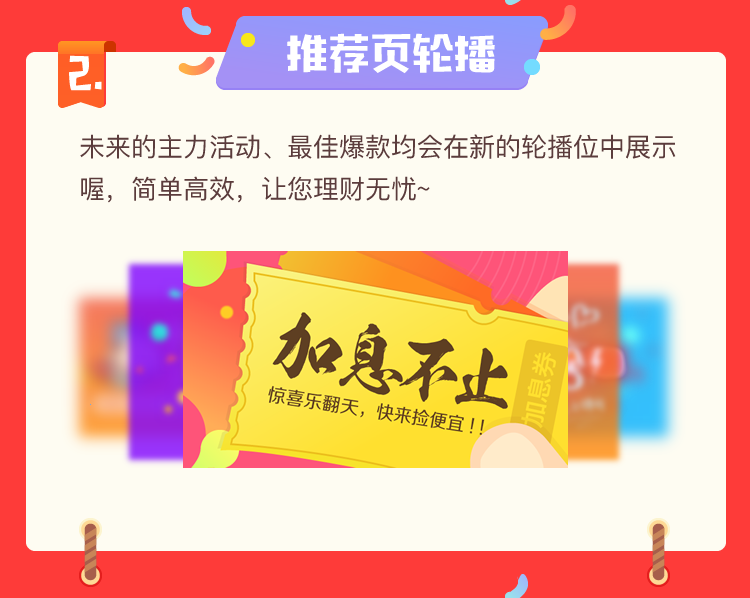 推荐页轮播
2.
未来的主力活动、最佳爆款均会在新的轮播位中展示
喔，简单高效，让您理财无忧~
加息不止
惊喜乐翻天，快来捡便宜！！
加息券